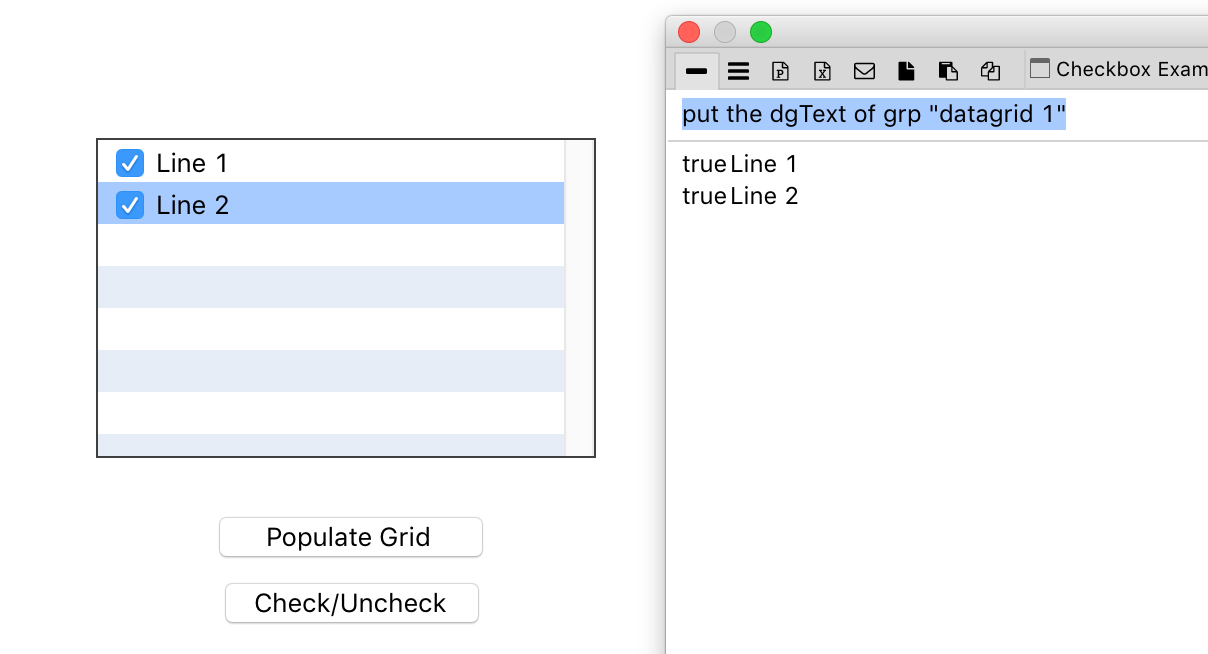 Line 1
Line 2
Populate Grid
Check/Uncheck
P X Checkbox Exam
put the dgText of grp "datagrid 1"
true Line 1
true Line 2